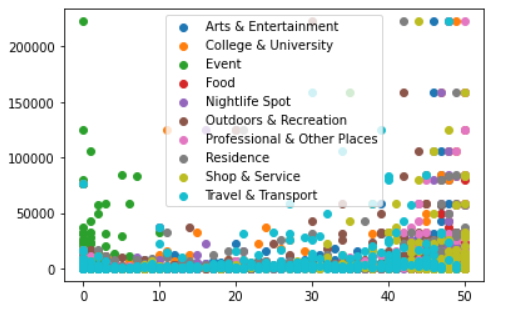 200000
150000
100000
50000
0
Arts & Entertainment
College & University
Event
Food
Nightlife Spot
Outdoors & Recreation
Professional & Other Places
Residence
Shop & Service
Travel & Transport
0 10 20 30 40 50